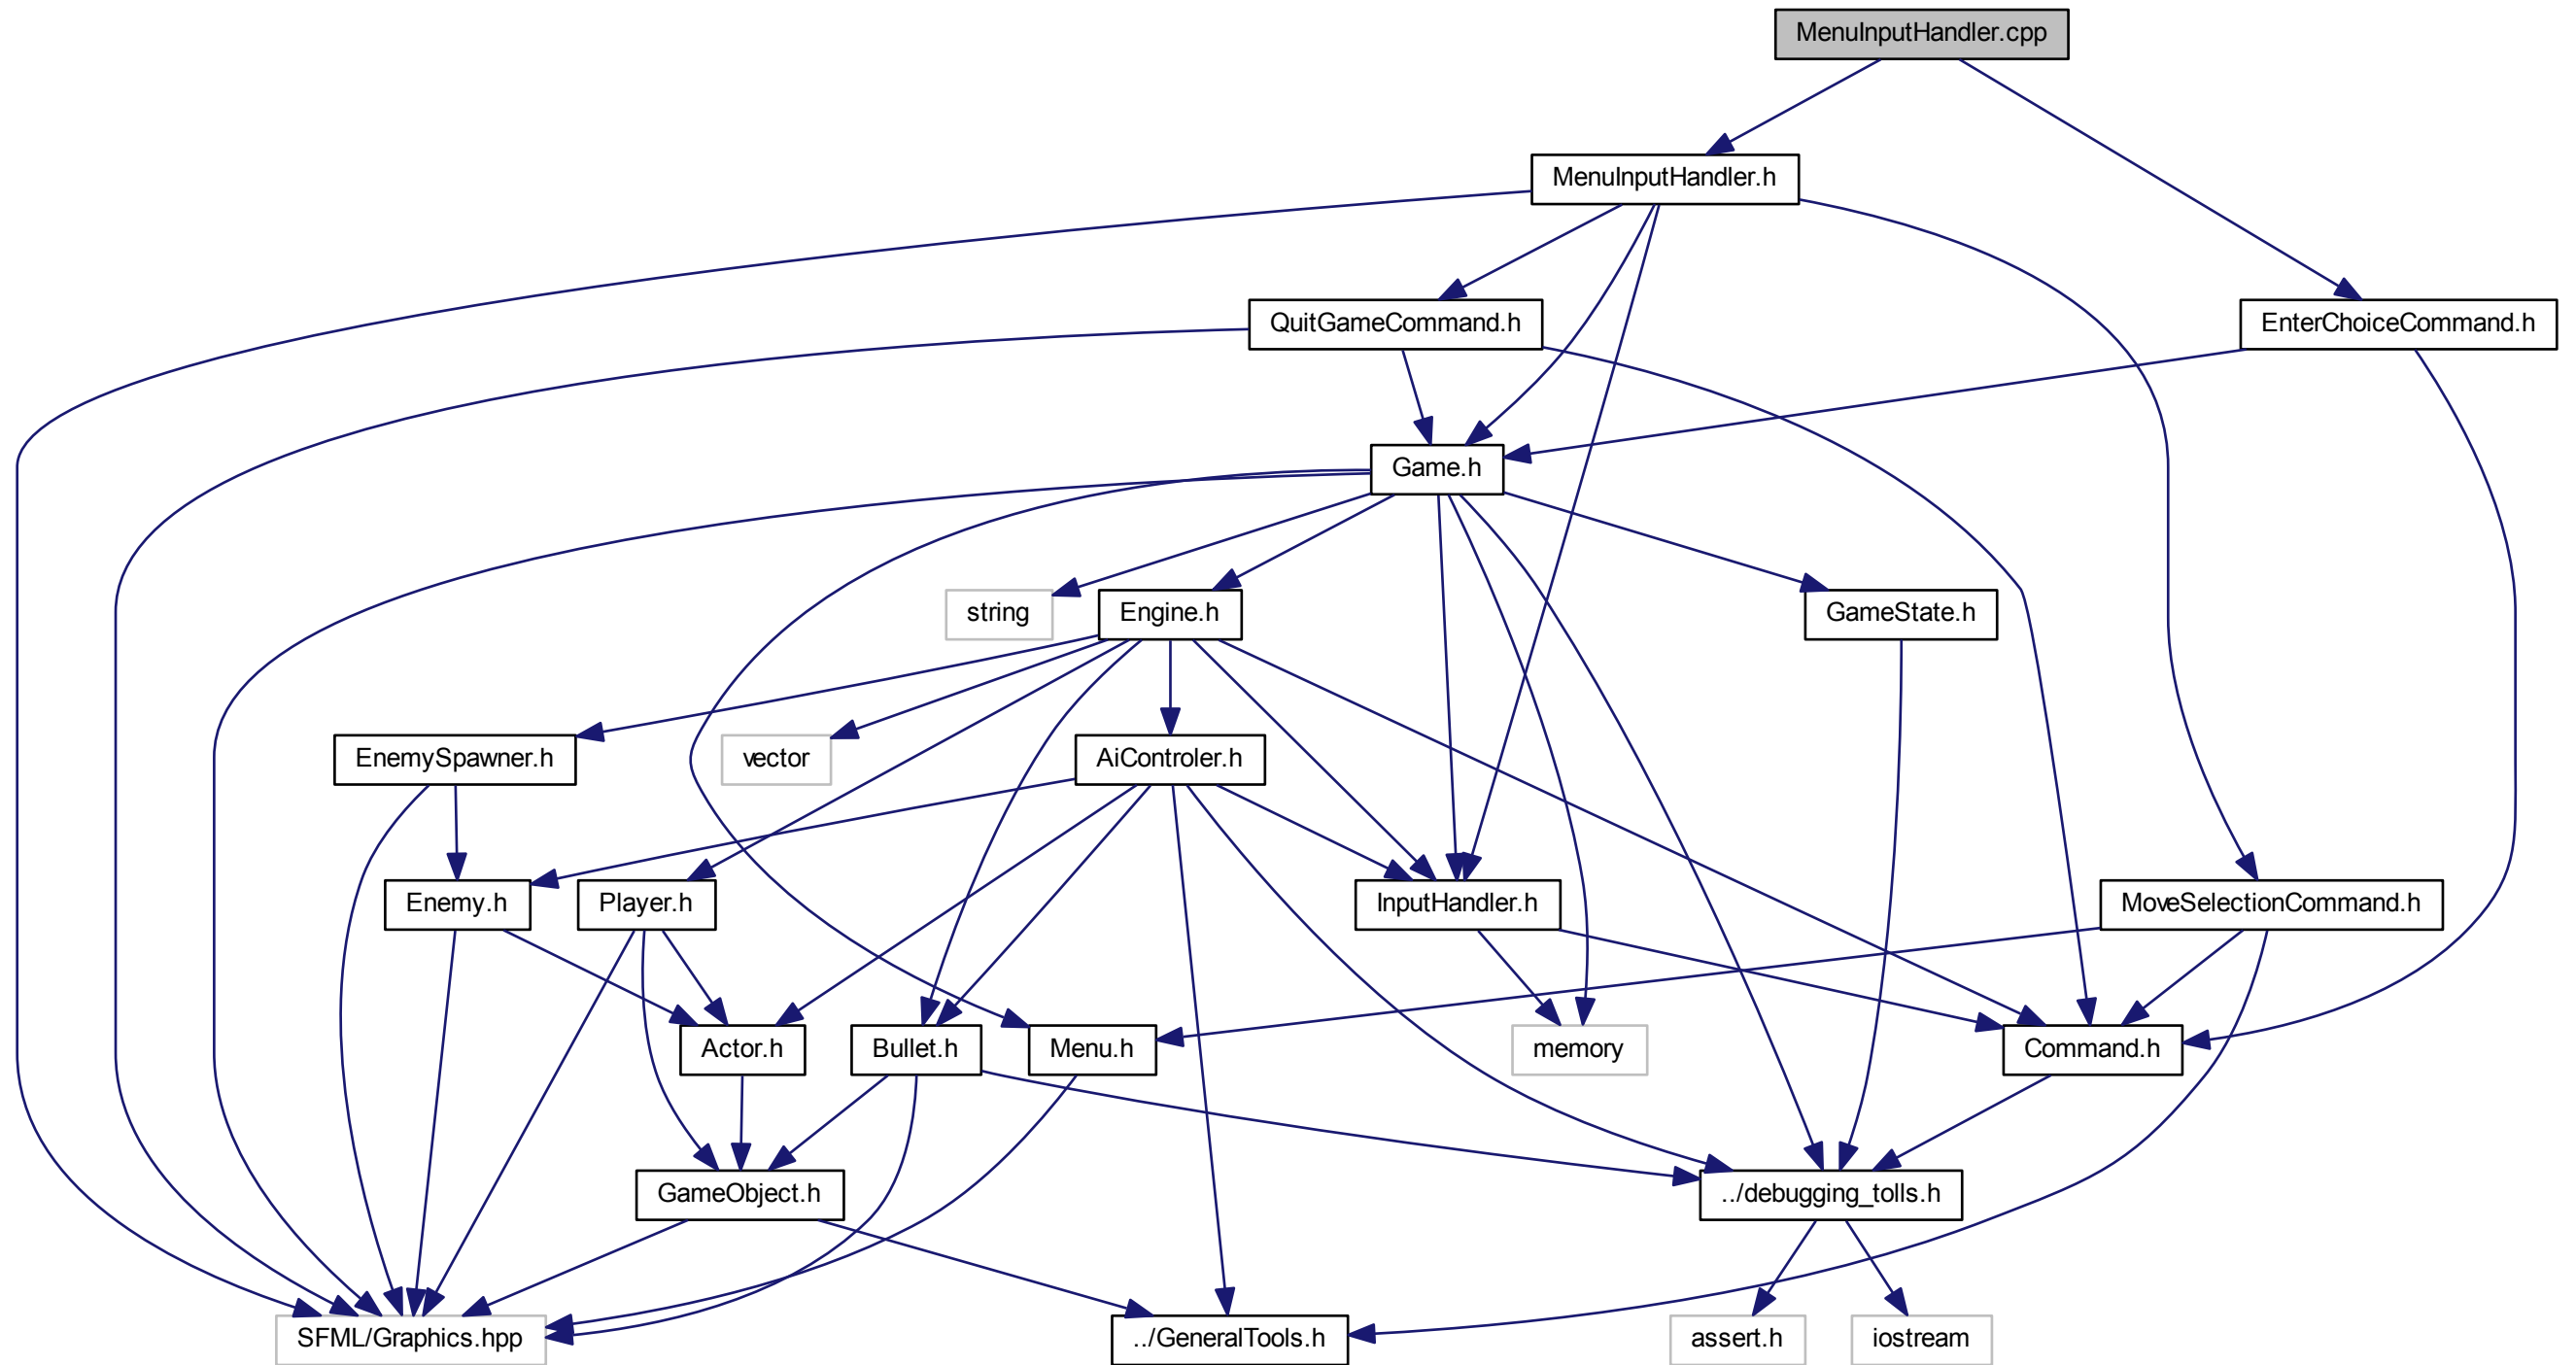 MenuInputHandler.cpp
MenuInputHandler.h
QuitGameCommand.h
EnterChoiceCommand.h
Game.h
string
Engine.h
GameState.h
EnemySpawner.h
vector
AiControler.h
Enemy.h
Player.h
InputHandler.h
MoveSelectionCommand.h
Actor.h
Bullet.h
Menu.h
memory
Command.h
GameObject.h
../debugging_tolls.h
SFML/Graphics.hpp
../GeneralTools.h
assert.h
iostream